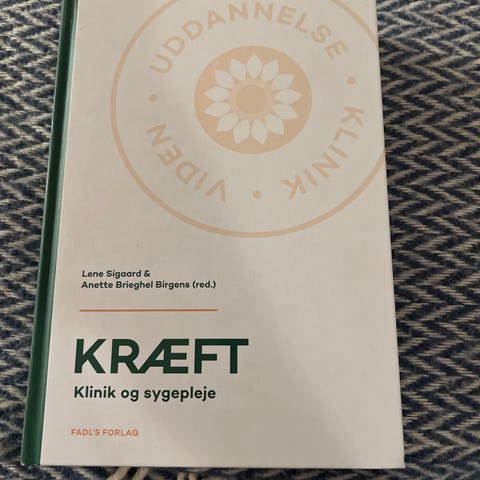 UDDANNELSE • KLINIK • VIDEN •
Lene Sigaard &
Anette Brieghel Birgens (red.)
KRÆFT
Klinik og sygepleje
FADL'S FORLAG